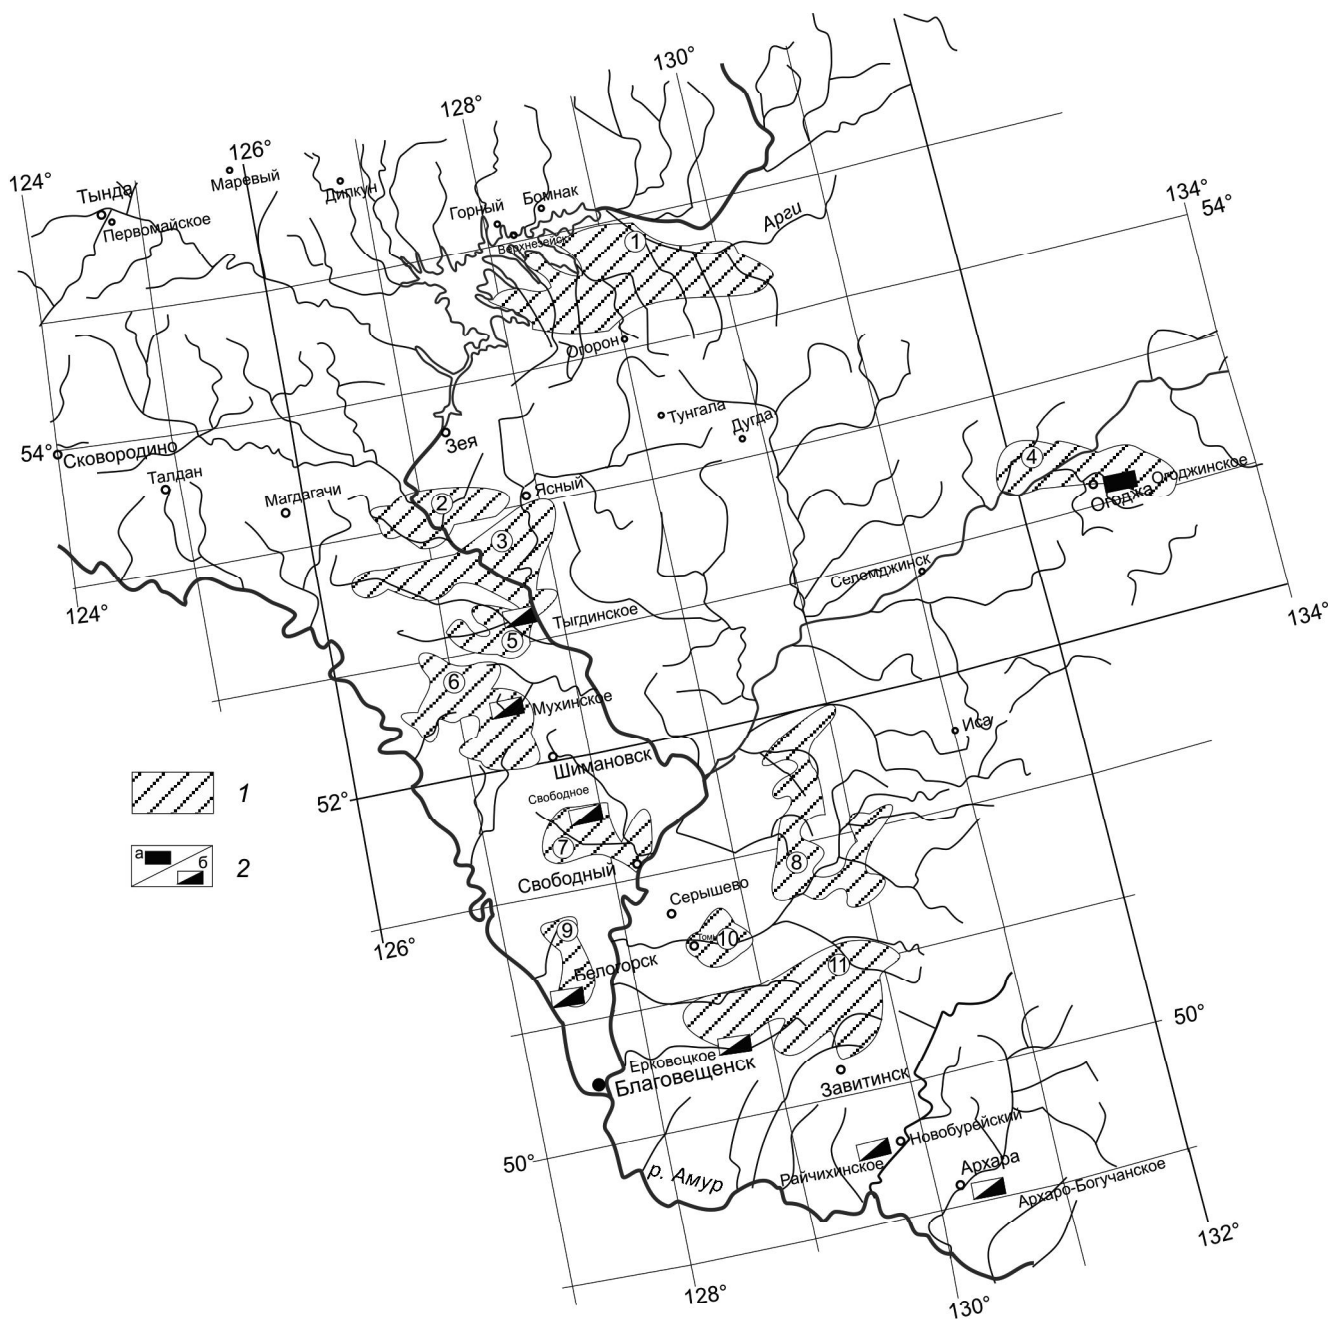 130°
128°
126°
124°
134°
54°
Маревый
Дипкун
Тында
Первомайское
Горный
Бомнак
Верхнезейск
Арги
1
Огорон
Тунгала
Дугда
Зея
54°
Сковородино
Талдан
Магдагачи
Ясный
2
3
4
Огоджинское
Огоджа
Селемджинск
124°
134°
Тыгдинское
5
6
Мухинское
Иса
Шимановск
52°
Свободное
7
8
Свободный
Серышево
1
а
б
2
126°
9
Томь
10
11
Белогорск
50°
Ерковецкое
Благовещенск
Завитинск
Новобурейский
50°
Райчихинское
Архара
Архаро-Богучанское
р. Амур
132°
128°
130°